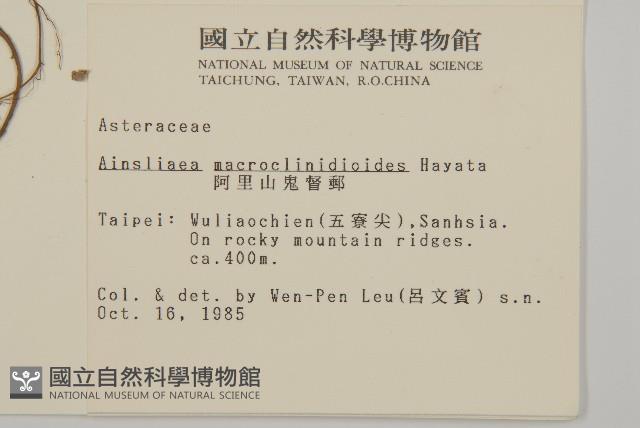 國立自然科學博物館
NATIONAL MUSEUM OF NATURAL SCIENCE
TAICHUNG, TAIWAN, R.O.CHINA
Asteraceae
Ainsliaea macroclinidioides Hayata
阿里山鬼督郵
Taipei: Wuliaochien(五寮尖),Sanhsia.
On rocky mountain ridges.
ca.400m.
Col. & det. by Wen-Pen Leu(呂文賓) s.n.
Oct. 16, 1985
國立自然科學博物館
NATIONAL MUSEUM OF NATURAL SCIENCE